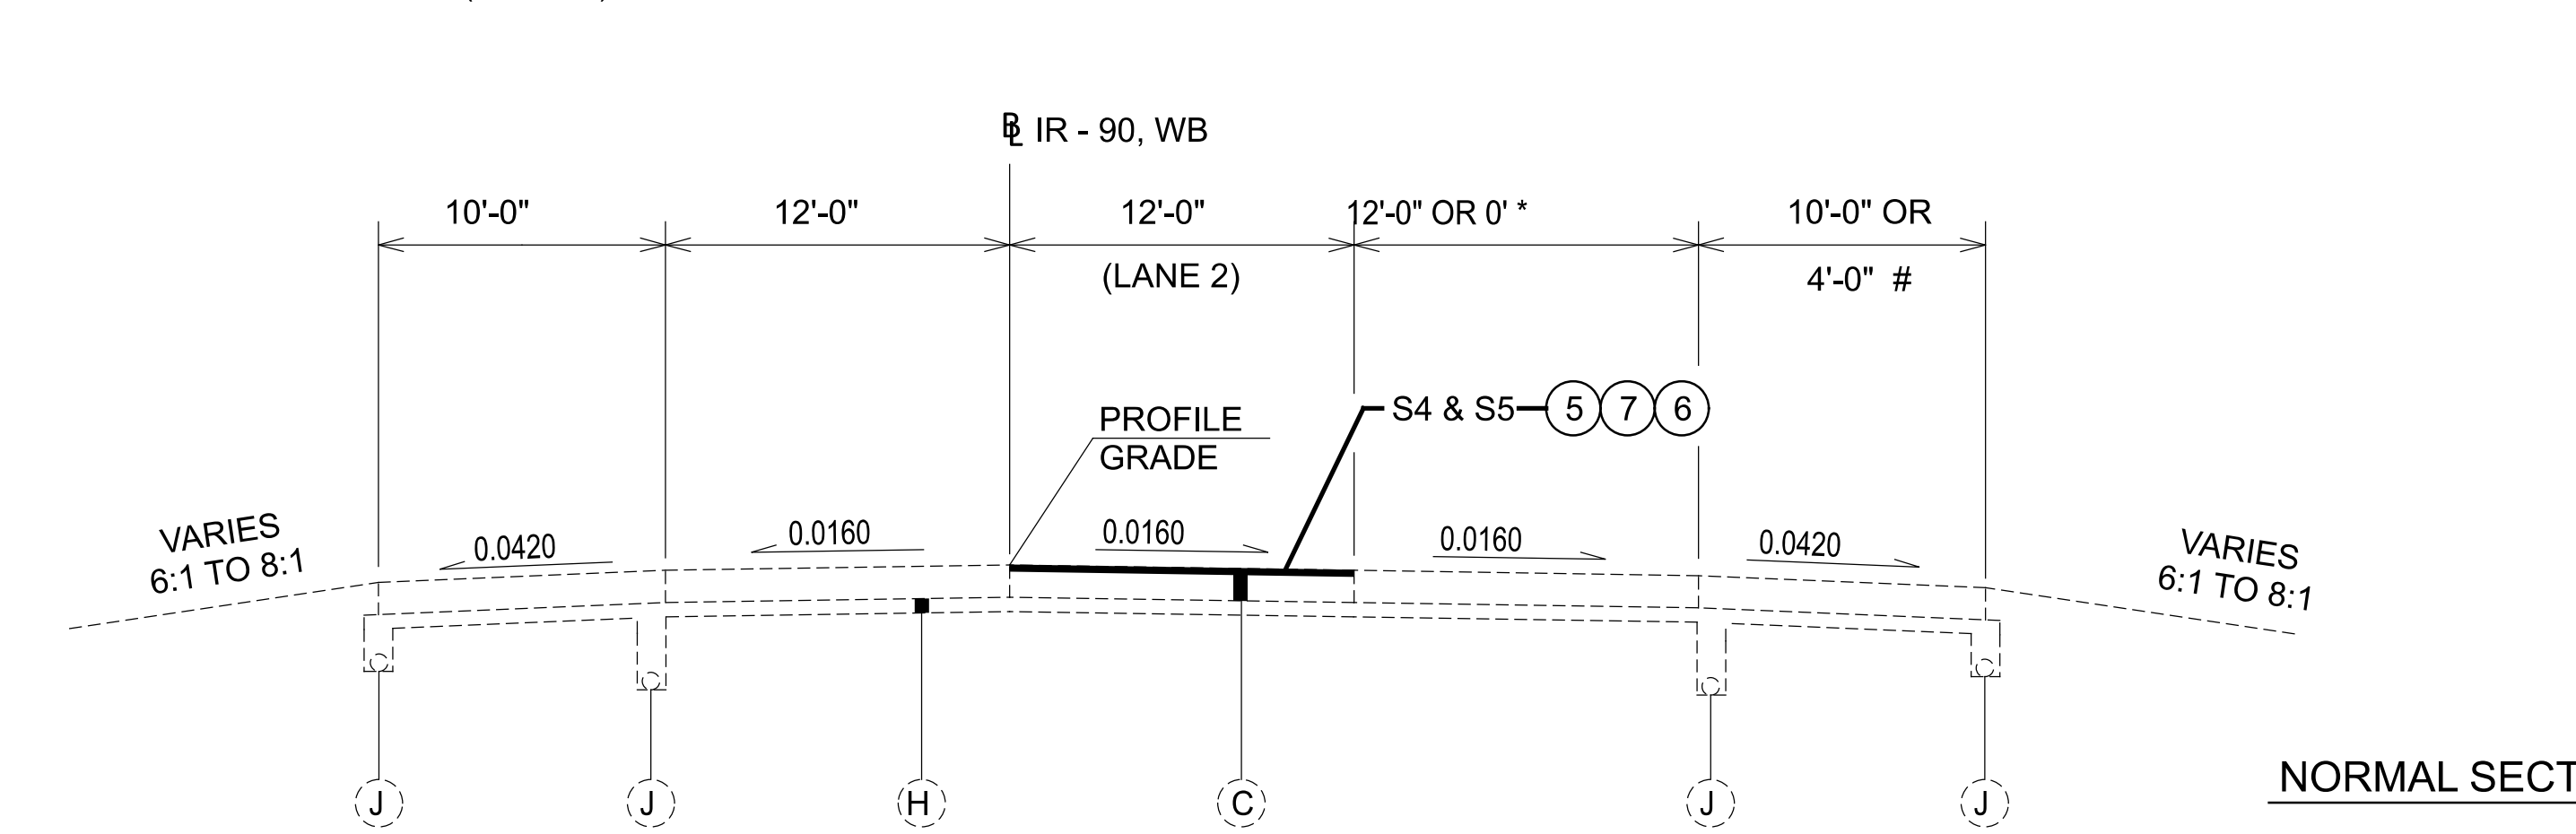 ℄ IR - 90, WB
10'-0" 12'-0" 12'-0" 12'-0" OR 0' * 10'-0" OR
(LANE 2) 4'-0" #
PROFILE
GRADE
S4 & S5 5 7 6
VARIES
6:1 TO 8:1
0.0420 0.0160 0.0160 0.0160 0.0420
VARIES
6:1 TO 8:1
J J H C J J
NORMAL SECT